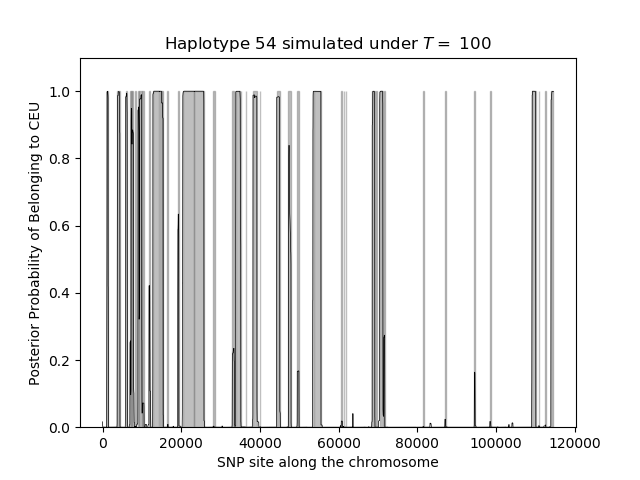 Haplotype 54 simulated under T = 100
Posterior Probability of Belonging to CEU
1.0
0.8
0.6
0.4
0.2
0.0
0 20000 40000 60000 80000 100000 120000
SNP site along the chromosome